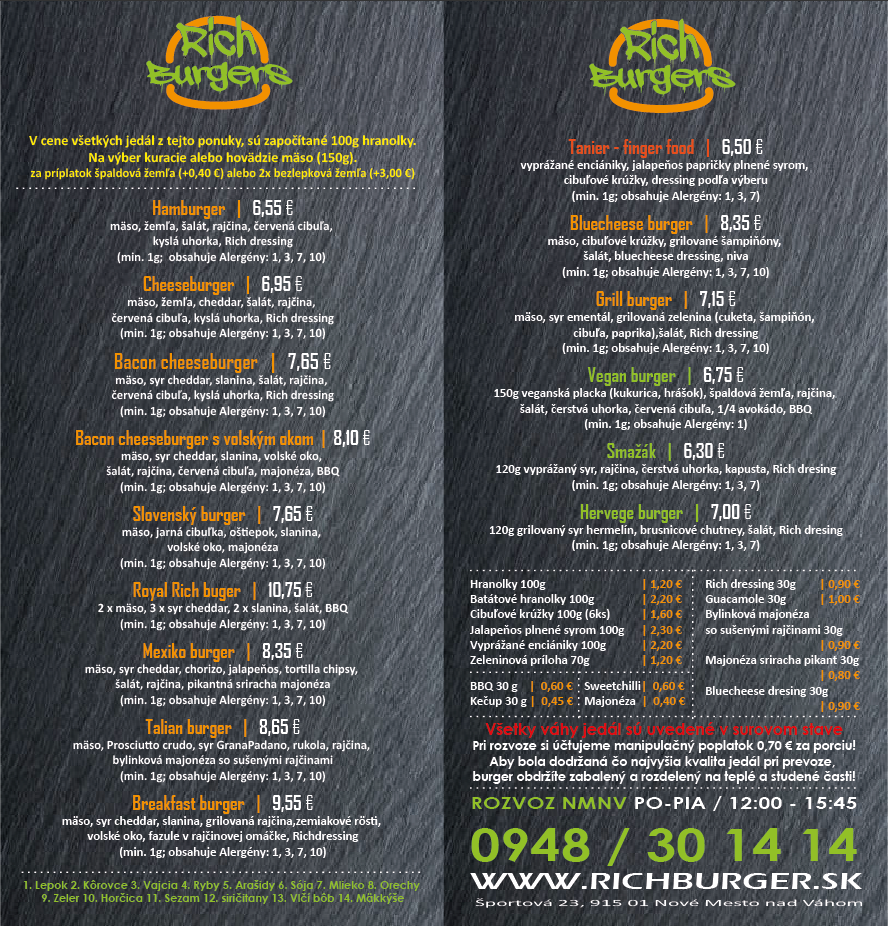 Rich
Burgers
V cene všetkých jedál z tejto ponuky, sú započítané 100g hranolky.
Na výber kuracie alebo hovädzie mäso (150g).
za príplatok špaldová žemľa (+0,40 €) alebo 2x bezlepková žemľa (+3,00 €)
Hamburger | 6,55 €
mäso, žemľa, šalát, rajčina, červená cibuľa,
kyslá uhorka, Rich dressing
(min. 1g; obsahuje Alergény: 1, 3, 7, 10)
Cheeseburger | 6,95 €
mäso, žemľa, cheddar, šalát, rajčina,
červená cibuľa, kyslá uhorka, Rich dressing
(min. 1g; obsahuje Alergény: 1, 3, 7, 10)
Bacon cheeseburger | 7,65 €
mäso, syr cheddar, slanina, šalát, rajčina,
červená cibuľa, kyslá uhorka, Rich dressing
(min. 1g; obsahuje Alergény: 1, 3, 7, 10)
Bacon cheeseburger s volským okom | 8,10 €
mäso, syr cheddar, slanina, volské oko,
šalát, rajčina, červená cibuľa, majonéza, BBQ
(min. 1g; obsahuje Alergény: 1, 3, 7, 10)
Slovenský burger | 7,65 €
mäso, jarná cibuľka, oštiepok, slanina,
volské oko, majonéza
(min. 1g; obsahuje Alergény: 1, 3, 7, 10)
Royal Rich buger | 10,75 €
2 x mäso, 3 x syr cheddar, 2 x slanina, šalát, BBQ
(min. 1g; obsahuje Alergény: 1, 3, 7, 10)
Mexiko burger | 8,35 €
mäso, syr cheddar, chorizo, jalapeños, tortilla chipsy,
šalát, rajčina, pikantná sriracha majonéza
(min. 1g; obsahuje Alergény: 1, 3, 7, 10)
Talian burger | 8,65 €
mäso, Prosciutto crudo, syr GranaPadano, rukola, rajčina,
bylinková majonéza so sušenými rajčinami
(min. 1g; obsahuje Alergény: 1, 3, 7, 10)
Breakfast burger | 9,55 €
mäso, syr cheddar, slanina, grilovaná rajčina,zemiakové rösti,
volské oko, fazule v rajčinovej omáčke, Richdressing
(min. 1g; obsahuje Alergény: 1, 3, 7, 10)
1. Lepok 2. Kôrovce 3. Vajcia 4. Ryby 5. Arašidy 6. Sója 7. Mlieko 8. Orechy
9. Zeler 10. Horčica 11. Sezam 12. siričitany 13. Vlčí bôb 14. Mäkkýše
Rich
Burgers
Tanier - finger food | 6,50 €
vyprážané enciániky, jalapeños papričky plnené syrom,
cibuľové krúžky, dressing podľa výberu
(min. 1g; obsahuje Alergény: 1, 3, 7)
Bluecheese burger | 8,35 €
mäso, cibuľové krúžky, grilované šampiňóny,
šalát, bluecheese dressing, niva
(min. 1g; obsahuje Alergény: 1, 3, 7, 10)
Grill burger | 7,15 €
mäso, syr ementál, grilovaná zelenina (cuketa, šampiňón,
cibuľa, paprika),šalát, Rich dressing
(min. 1g; obsahuje Alergény: 1, 3, 7, 10)
Vegan burger | 6,75 €
150g veganská placka (kukurica, hrášok), špaldová žemľa, rajčina,
šalát, čerstvá uhorka, červená cibuľa, 1/4 avokádo, BBQ
(min. 1g; obsahuje Alergény: 1)
Smažák | 6,30 €
120g vyprážaný syr, rajčina, čerstvá uhorka, kapusta, Rich dresing
(min. 1g; obsahuje Alergény: 1, 3, 7)
Hervege burger | 7,00 €
120g grilovaný syr hermelín, brusnicové chutney, šalát, Rich dresing
(min. 1g; obsahuje Alergény: 1, 3, 7)
Hranolky 100g | 1,20 €
Batátové hranolky 100g | 2,20 €
Cibuľové krúžky 100g (6ks) | 1,60 €
Jalapeños plnené syrom 100g | 2,30 €
Vyprážané enciániky 100g | 2,20 €
Zeleninová príloha 70g | 1,20 €
BBQ 30 g | 0,60 € Sweetchilli | 0,60 €
Kečup 30 g | 0,45 € Majonéza | 0,40 €
Rich dressing 30g | 0,90 €
Guacamole 30g | 1,00 €
Bylinková majonéza
so sušenými rajčinami 30g
| 0,90 €
Majonéza sriracha pikant 30g
| 0,80 €
Bluecheese dresing 30g
| 0,90 €
Všetky váhy jedál sú uvedené v surovom stave
Pri rozvoze si účtujeme manipulačný poplatok 0,70 € za porciu!
Aby bola dodržaná čo najvyšia kvalita jedál pri prevoze,
burger obdržíte zabalený a rozdelený na teplé a studené časti!
ROZVOZ NMNV PO-PIA / 12:00 - 15:45
0948 / 30 14 14
WWW.RICHBURGER.SK
Športová 23, 915 01 Nové Mesto nad Váhom